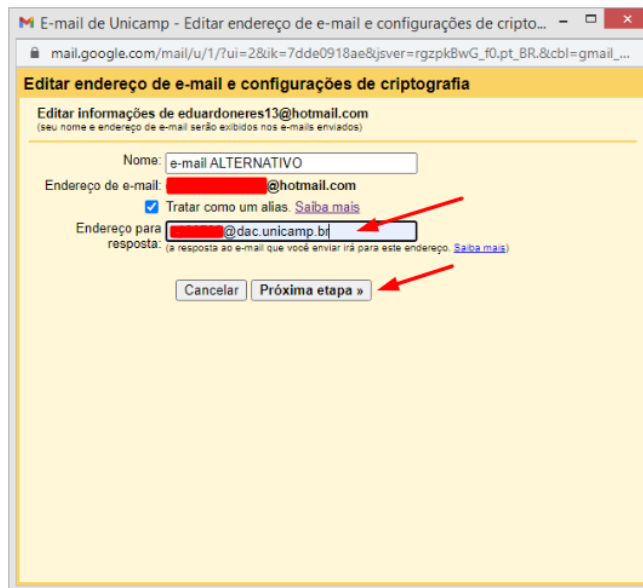 E-mail de Unicamp - Editar endereço de e-mail e configurações de cripto...
mail.google.com/mail/u/1/?ui=2&ik=7dde0918ae&jsver=rgzpkBwG_f0.pt_BR.&cbl=gmail_...
Editar endereço de e-mail e configurações de criptografia
Editar informações de eduardoneres13@hotmail.com
(seu nome e endereço de e-mail serão exibidos nos e-mails enviados)
Nome: e-mail ALTERNATIVO
Endereço de e-mail: @hotmail.com
Tratar como um alias. Saiba mais
Endereço para @dac.unicamp.br
resposta: (a resposta ao e-mail que você enviar irá para este endereço. Saiba mais)
Cancelar Próxima etapa »